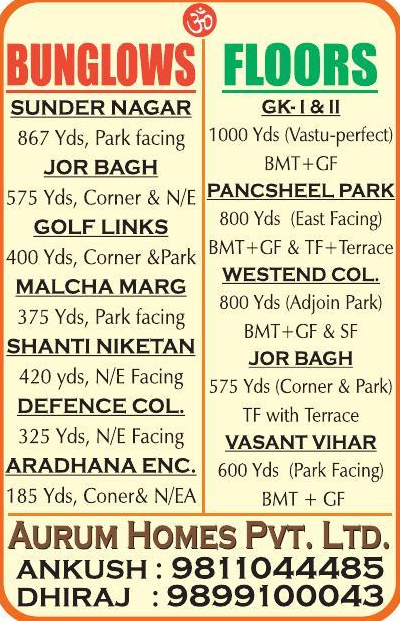 ॐ
BUNGLOWS
SUNDER NAGAR
867 Yds, Park facing
JOR BAGH
575 Yds, Corner & N/E
GOLF LINKS
400 Yds, Corner &Park
MALCHA MARG
375 Yds, Park facing
SHANTI NIKETAN
420 yds, N/E Facing
DEFENCE COL.
325 Yds, N/E Facing
ARADHANA ENC.
185 Yds, Coner& N/EA
FLOORS
GK-I & II
1000 Yds (Vastu-perfect)
BMT+GF
PANCSHEEL PARK
800 Yds (East Facing)
BMT+GF & TF+Terrace
WESTEND COL.
800 Yds (Adjoin Park)
BMT+GF & SF
JOR BAGH
575 Yds (Corner & Park)
TF with Terrace
VASANT VIHAR
600 Yds (Park Facing)
BMT + GF
AURUM HOMES PVT. LTD.
ANKUSH : 9811044485
DHIRAJ : 9899100043